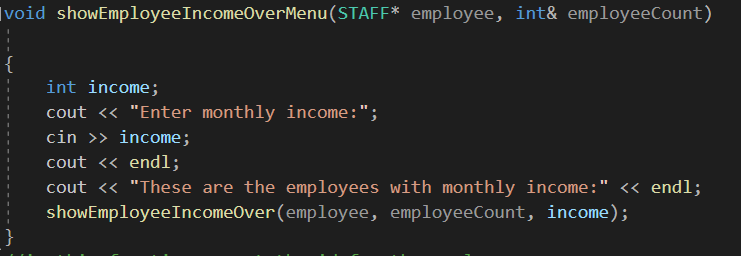 void showEmployeeIncomeOverMenu(STAFF* employee, int& employeeCount)
{
int income;
cout << "Enter monthly income:";
cin >> income;
cout << endl;
cout << "These are the employees with monthly income:" << endl;
showEmployeeIncomeOver(employee, employeeCount, income);
}